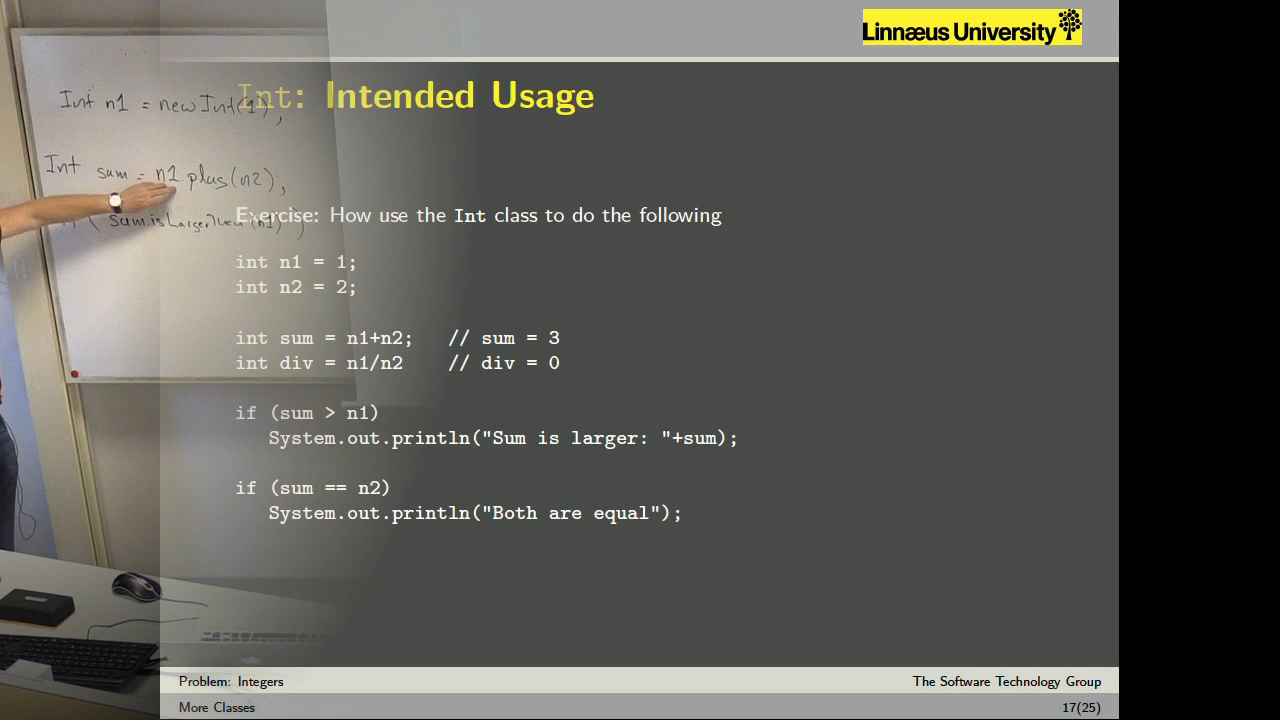 Linnæus University
Int: Intended Usage
Int n1 = new Int(1);
Int sum = n1.plus(n2);
( sum.isLargerThen(n1) )
Exercise: How use the Int class to do the following
int n1 = 1;
int n2 = 2;
int sum = n1+n2; // sum = 3
int div = n1/n2 // div = 0
if (sum > n1)
System.out.println("Sum is larger: "+sum);
if (sum == n2)
System.out.println("Both are equal");
Problem: Integers
The Software Technology Group
More Classes
17(25)